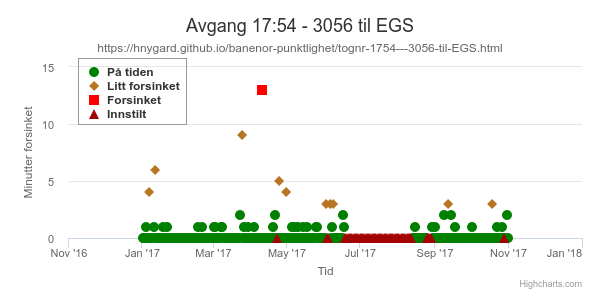 Avgang 17:54 - 3056 til EGS
https://hnygard.github.io/banenor-punktlighet/tognr-1754---3056-til-EGS.html
På tiden
Litt forsinket
Forsinket
Innstilt
Minutter forsinket
15
10
5
0
Nov '16
Jan '17
Mar '17
May '17
Jul '17
Sep '17
Nov '17
Jan '18
Tid
Highcharts.com